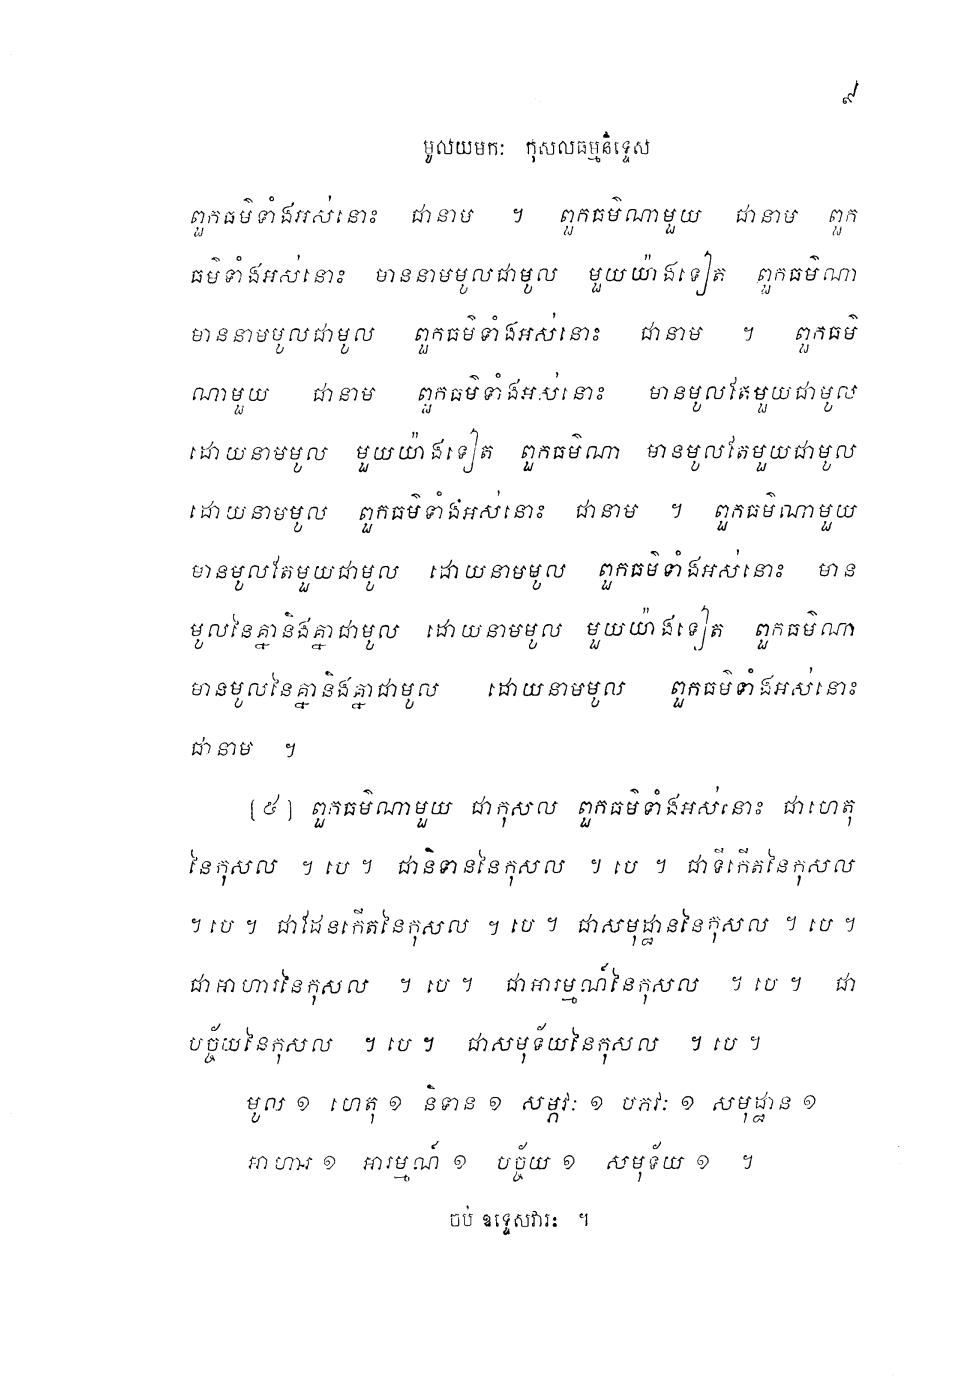 ៩
មូលយមកៈ កុសលធម្មនិទ្ទេស
ពួកធម៌ទាំងអស់នោះ ជានាម ។ ពួកធម៌ណាមួយ ជានាម ពួក
ធម៌ទាំងអស់នោះ មាននាមមូលជាមូល មួយយ៉ាងទៀត ពួកធម៌ណា
មាននាមមូលជាមូល ពួកធម៌ទាំងអស់នោះ ជានាម ។ ពួកធម៌
ណាមួយ ជានាម ពួកធម៌ទាំងអស់នោះ មានមូលតែមួយជាមូល
ដោយនាមមូល មួយយ៉ាងទៀត ពួកធម៌ណា មានមូលតែមួយជាមូល
ដោយនាមមូល ពួកធម៌ទាំងអស់នោះ ជានាម ។ ពួកធម៌ណាមួយ
មានមូលតែមួយជាមូល ដោយនាមមូល ពួកធម៌ទាំងអស់នោះ មាន
មូលនៃគ្នានិងគ្នាជាមូល ដោយនាមមូល មួយយ៉ាងទៀត ពួកធម៌ណា
មានមូលនៃគ្នានិងគ្នាជាមូល ដោយនាមមូល ពួកធម៌ទាំងអស់នោះ
ជានាម ។
(៤) ពួកធម៌ណាមួយ ជាកុសល ពួកធម៌ទាំងអស់នោះ ជាហេតុ
នៃកុសល ។ បេ ។ ជានិទាននៃកុសល ។ បេ ។ ជាទីកើតនៃកុសល
។ បេ ។ ជាដែនកើតនៃកុសល ។ បេ ។ ជាសមុដ្ឋាននៃកុសល ។ បេ ។
ជាអាហារនៃកុសល ។ បេ ។ ជាអារម្មណ៍នៃកុសល ។ បេ ។ ជា
បច្ច័យនៃកុសល ។ បេ ។ ជាសមុទ័យនៃកុសល ។ បេ ។
មូល ១ ហេតុ ១ និទាន ១ សម្ភវៈ ១ បភវៈ ១ សមុដ្ឋាន ១
អាហារ ១ អារម្មណ៍ ១ បច្ច័យ ១ សមុទ័យ ១ ។
ចប់ ឧទ្ទេសវារៈ ។